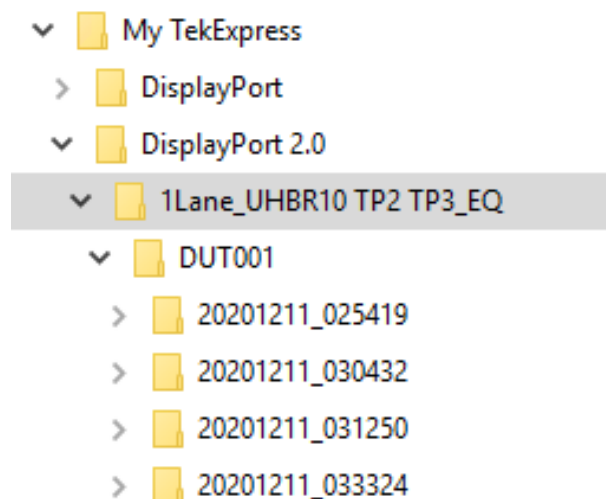 My TekExpress
DisplayPort
DisplayPort 2.0
1Lane_UHBR10 TP2 TP3_EQ
DUT001
20201211_025419
20201211_030432
20201211_031250
20201211_033324